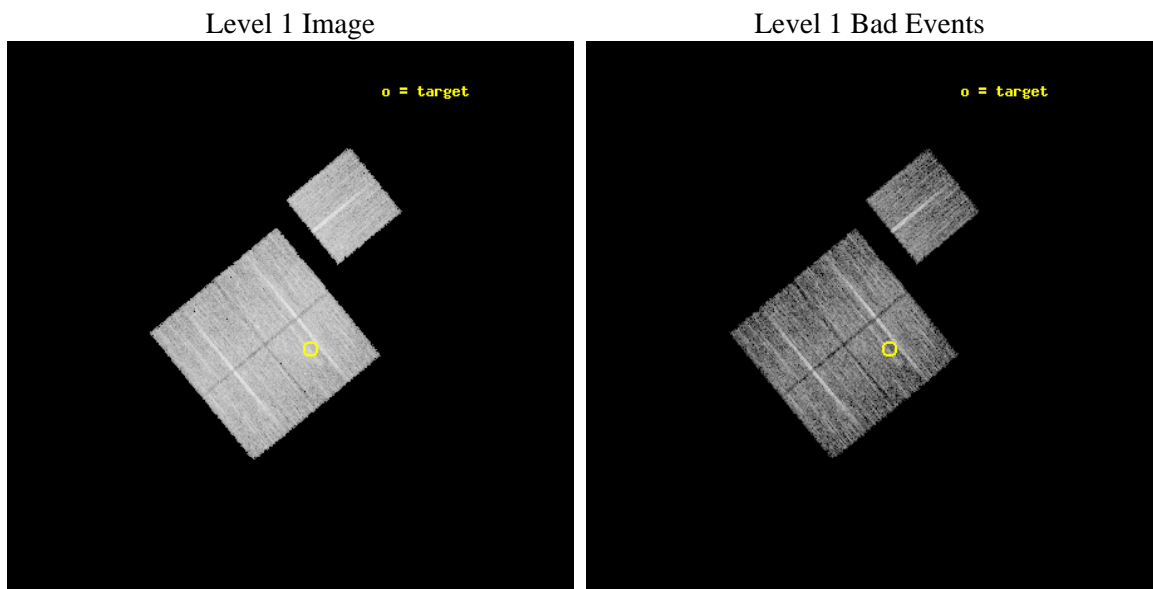 Level 1 Image
Level 1 Bad Events
o = target
o = target